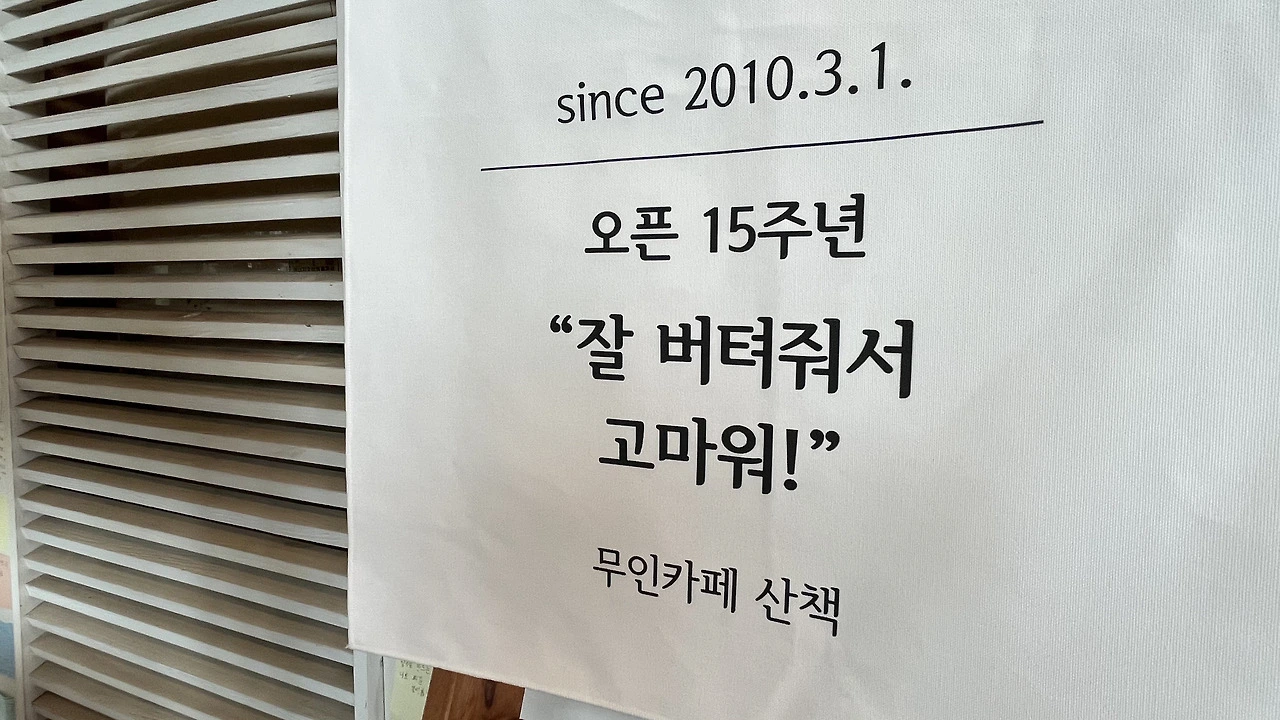 since 2010.3.1.
오픈 15주년
“잘 버텨줘서
고마워!”
무인카페 산책